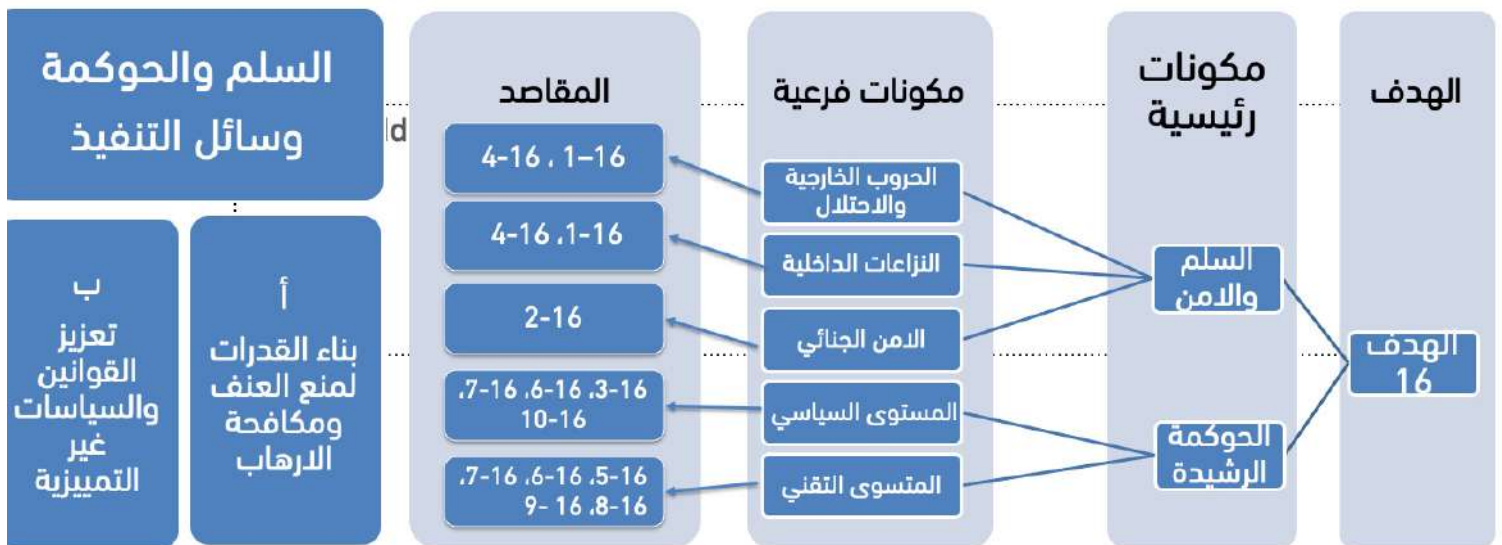 الهدف
الهدف
16
مكونات
رئيسية
السلم
والامن
الحوكمة
الرشيدة
مكونات فرعية
الحروب الخارجية
والاحتلال
النزاعات الداخلية
الامن الجنائي
المستوى السياسي
المتسوى التقني
المقاصد
16–1 ، 16-4
16-1، 16-4
16-2
16-3، 16-6، 16-7،
16-10
16-5، 16-6، 16-7،
16-8، 16 -9
السلم والحوكمة
وسائل التنفيذ
ld
أ
بناء القدرات
لمنع العنف
ومكافحة
الارهاب
ب
تعزيز
القوانين
والسياسات
غير
التمييزية